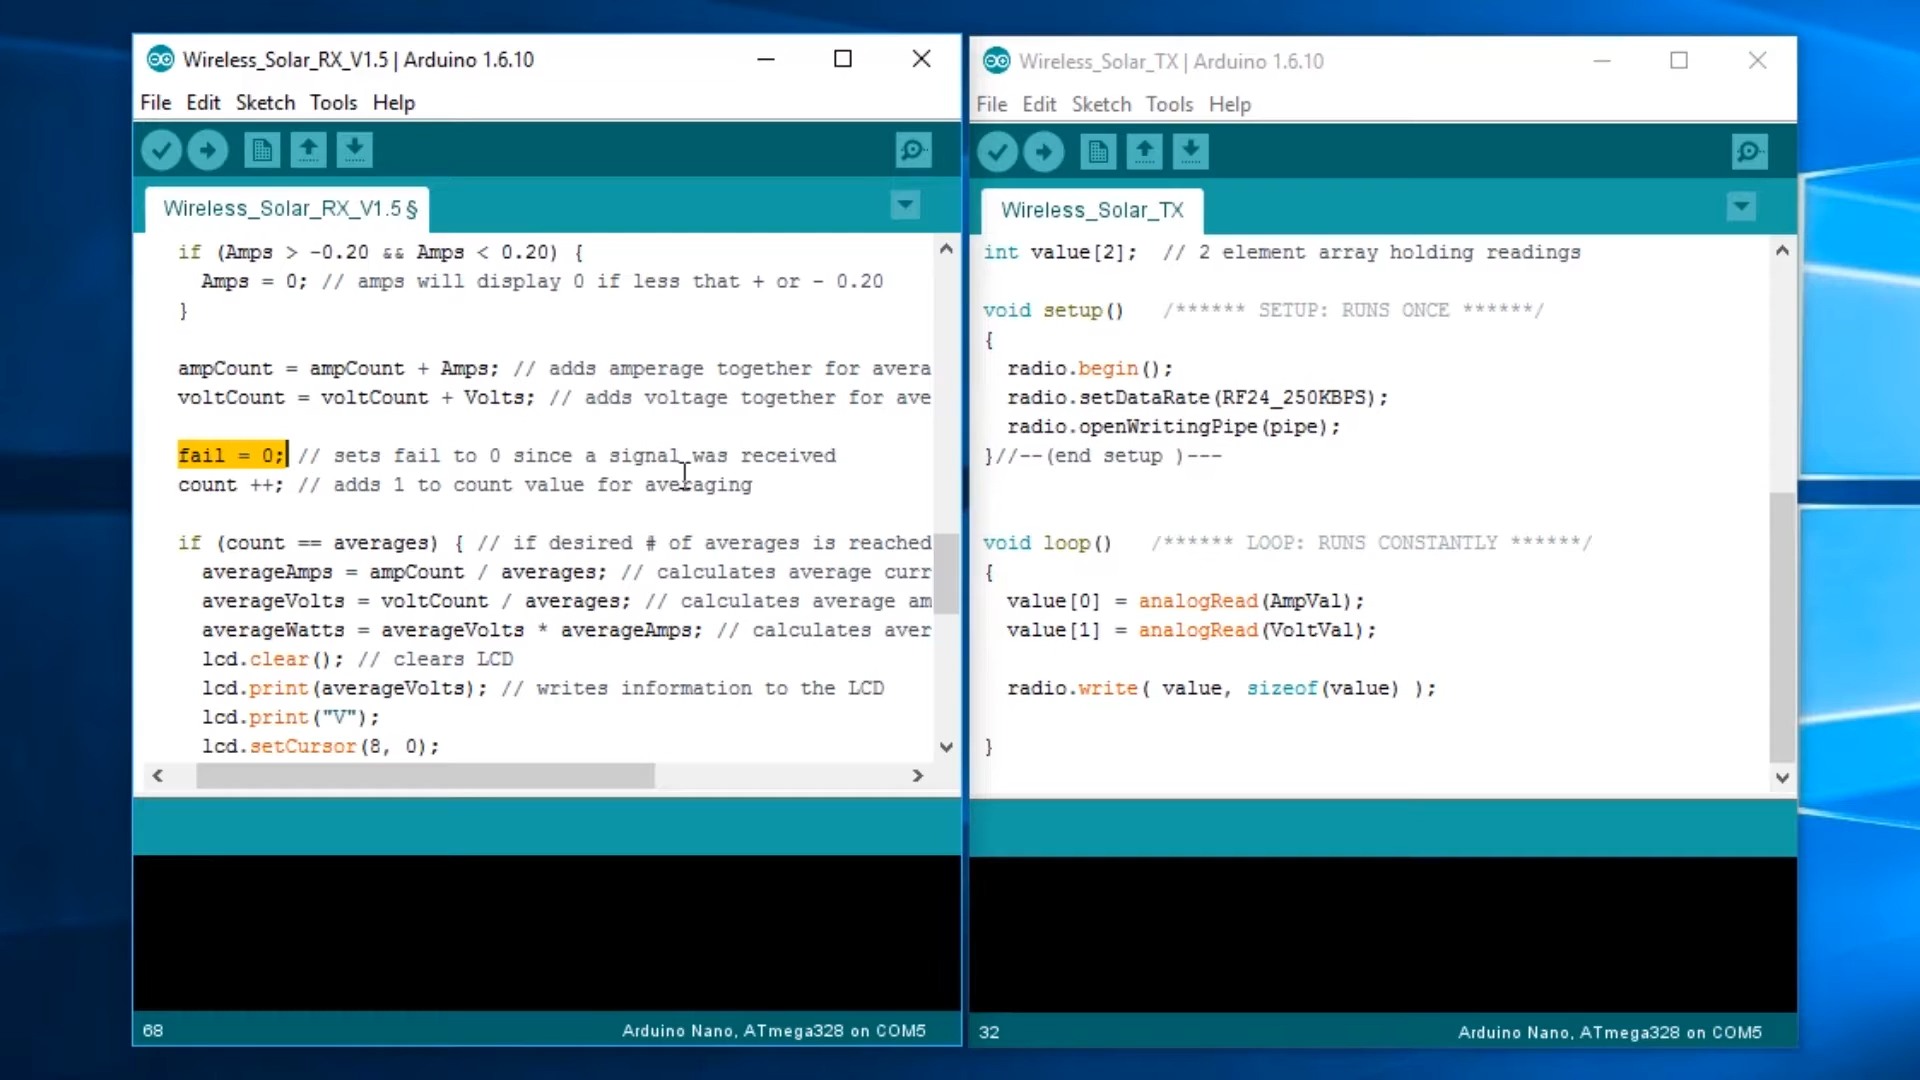 Wireless_Solar_RX_V1.5 | Arduino 1.6.10
File Edit Sketch Tools Help
Wireless_Solar_RX_V1.5 §
if (Amps > -0.20 && Amps < 0.20) {
Amps = 0; // amps will display 0 if less that + or - 0.20
}
ampCount = ampCount + Amps; // adds amperage together for avera
voltCount = voltCount + Volts; // adds voltage together for ave
fail = 0; // sets fail to 0 since a signal was received
count ++; // adds 1 to count value for averaging
if (count == averages) { // if desired # of averages is reached
averageAmps = ampCount / averages; // calculates average curr
averageVolts = voltCount / averages; // calculates average am
averageWatts = averageVolts * averageAmps; // calculates aver
lcd.clear(); // clears LCD
lcd.print(averageVolts); // writes information to the LCD
lcd.print("V");
lcd.setCursor(8, 0);
68
Arduino Nano, ATmega328 on COM5
Wireless_Solar_TX | Arduino 1.6.10
File Edit Sketch Tools Help
Wireless_Solar_TX
int value[2]; // 2 element array holding readings
void setup() /****** SETUP: RUNS ONCE ******/
{
radio.begin();
radio.setDataRate(RF24_250KBPS);
radio.openWritingPipe(pipe);
}//--(end setup )---
void loop() /****** LOOP: RUNS CONSTANTLY ******/
{
value[0] = analogRead(AmpVal);
value[1] = analogRead(VoltVal);
radio.write( value, sizeof(value) );
}
32
Arduino Nano, ATmega328 on COM5